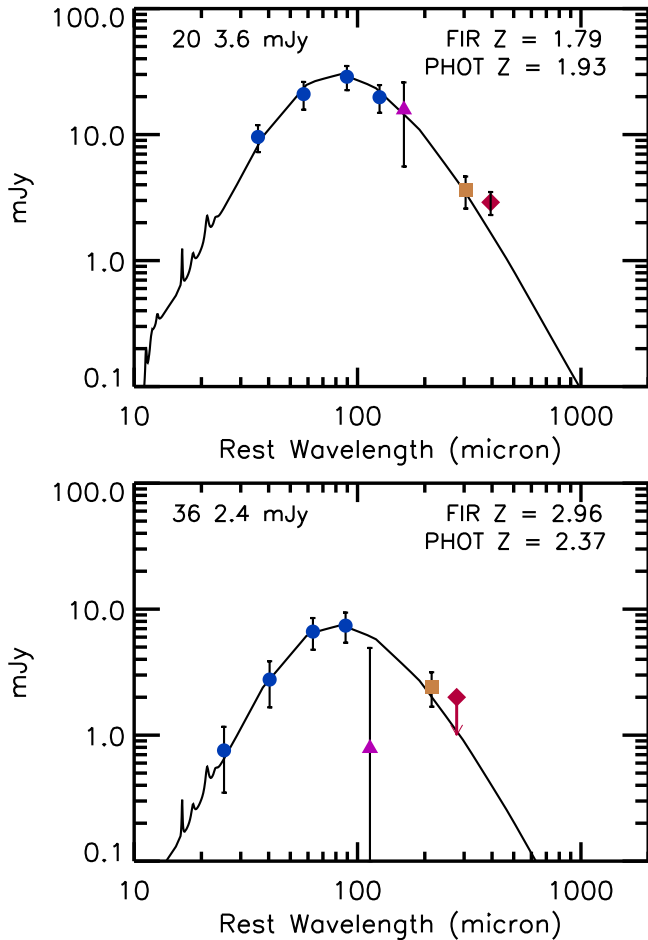 100.0
20 3.6 mJy
FIR Z = 1.79
PHOT Z = 1.93
10.0
mJy
1.0
0.1
10
100
1000
Rest Wavelength (micron)
100.0
36 2.4 mJy
FIR Z = 2.96
PHOT Z = 2.37
10.0
mJy
1.0
0.1
10
100
1000
Rest Wavelength (micron)